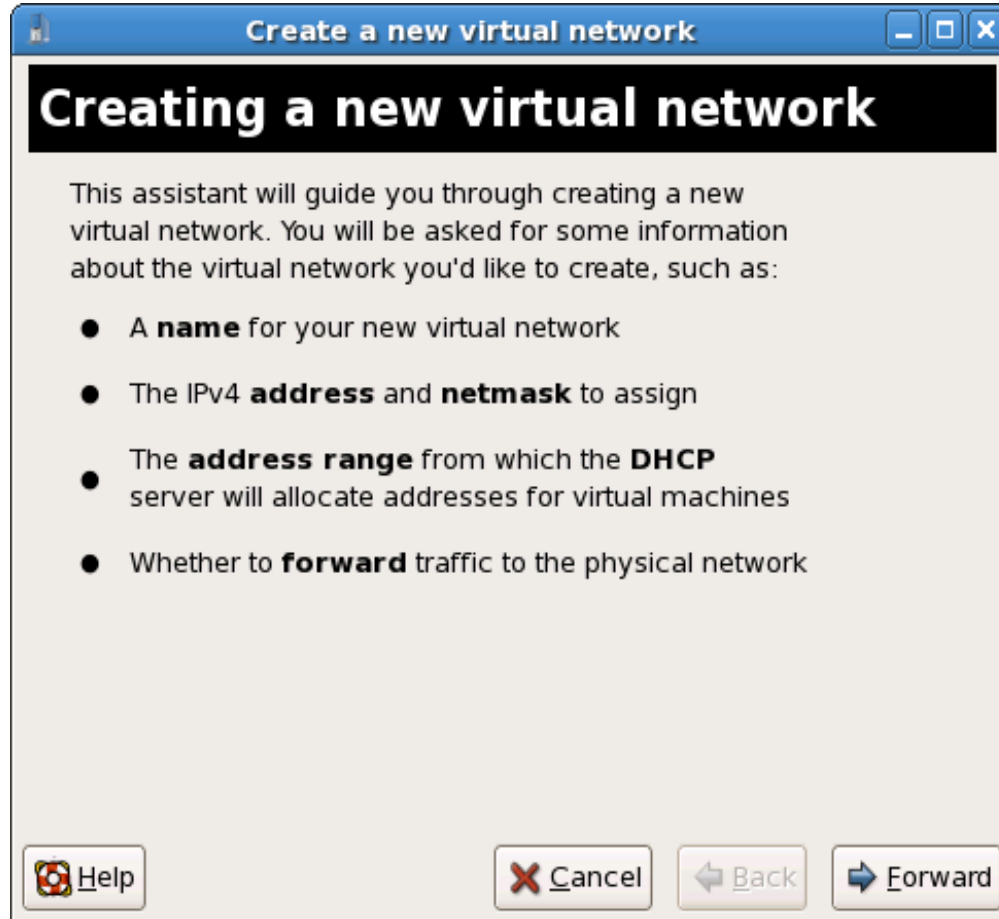 Create a new virtual network
Creating a new virtual network
This assistant will guide you through creating a new
virtual network. You will be asked for some information
about the virtual network you'd like to create, such as:
A name for your new virtual network
The IPv4 address and netmask to assign
The address range from which the DHCP
server will allocate addresses for virtual machines
Whether to forward traffic to the physical network
Help
Cancel
Back
Forward